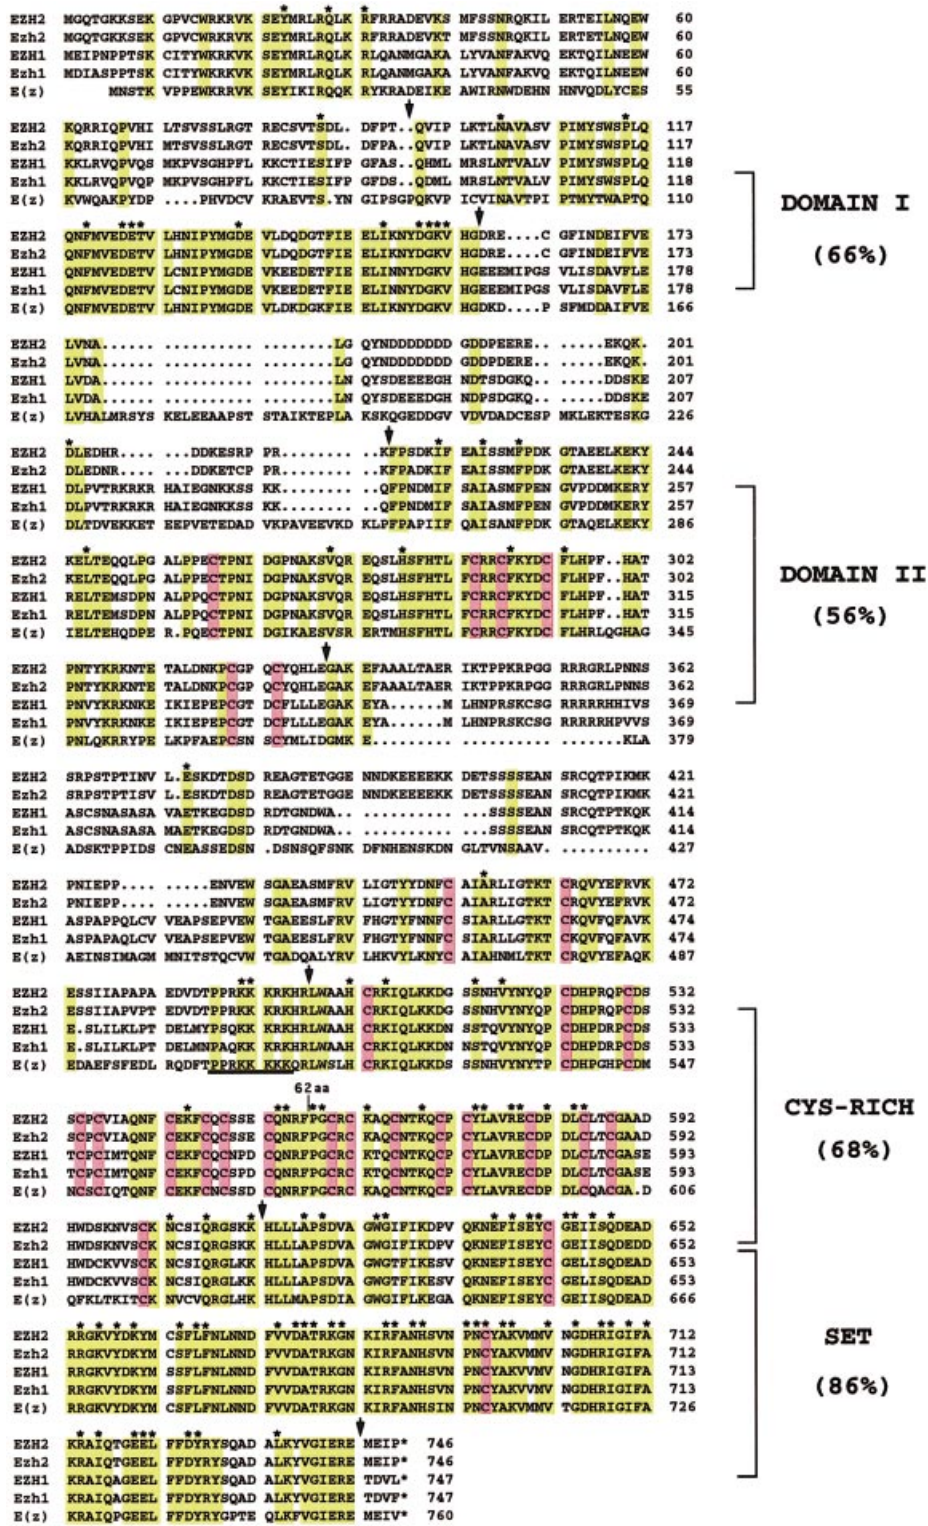 EZH2 MGQTGKKSEK GPVCWRKRVK SEYMRLRQLK RFRRADEVKS MFSSNRQKIL ERTEILNQEW 60
Ezh2 MGQTGKKSEK GPVCWRKRVK SEYMRLRQLK RFRRADEVKT MFSSNRQKIL ERTETLNQEW 60
EZH1 MEIPNPPTSK CITYWKRKVK SEYMRLRQLK RLQANMGAKA LYVANFAKVQ EKTQILNEEW 60
Ezh1 MDIASPPTSK CITYWKRKVK SEYMRLRQLK RLQANMGAKA LYVANFAKVQ EKTQILNEEW 60
E(z) MNSTK VPPEWKRRVK SEYIKIRQQK RYKRADEIKE AWIRNWDEHN HNVQDLYCES 55
EZH2 KQRRIQPVHI LTSVSSLRGT RECSVTSDL. DFPT..QVIP LKTLNAVASV PIMYSWSPLQ 117
Ezh2 KQRRIQPVHI MTSVSSLRGT RECSVTSDL. DFPA..QVIP LKTLNAVASV PIMYSWSPLQ 117
EZH1 KKLRVQPVQS MKPVSGHPFL KKCTIESIFP GFAS..QHML MRSLNTVALV PIMYSWSPLQ 118
Ezh1 KKLRVQPVQP MKPVSGHPFL KKCTIESIFP GFDS..QDML MRSLNTVALV PIMYSWSPLQ 118
E(z) KVWQAKPYDP ....PHVDCV KRAEVTS.YN GIPSGPQKVP ICVINAVTPI PTMYTWAPTQ 110
DOMAIN I
(66%)
EZH2 QNFMVEDETV LHNIPYMGDE VLDQDGTFIE ELIKNYDGKV HGDRE....C GFINDEIFVE 173
Ezh2 QNFMVEDETV LHNIPYMGDE VLDQDGTFIE ELIKNYDGKV HGDRE....C GFINDEIFVE 173
EZH1 QNFMVEDETV LCNIPYMGDE VKEEDETFIE ELINNYDGKV HGEEEMIPGS VLISDAVFLE 178
Ezh1 QNFMVEDETV LCNIPYMGDE VKEEDETFIE ELINNYDGKV HGEEEMIPGS VLISDAVFLE 178
E(z) QNFMVEDETV LHNIPYMGDE VLDKDGKFIE ELIKNYDGKV HGDKD....P SFMDDAIFVE 166
EZH2 LVNA...... .......... .........LG QYNDDDDDDD GDDPEERE.. ....EKQK. 201
Ezh2 LVNA...... .......... .........LG QYNDDDDDDD GDDPDERE.. ....EKQK. 201
EZH1 LVDA...... .......... .........LN QYSDEEEEGH NDTSDGKQ.. ....DDSKE 207
Ezh1 LVDA...... .......... .........LN QYSDEEEEGH NDPSDGKQ.. ....DDSKE 207
E(z) LVHALMRSYS KELEEAAPST STAIKTEPLA KSKQGEDDGV VDVDADCESP MKLEKTESKG 226
EZH2 DLEDHR.... ..DDKESRPP PR........ ..KFPSDKIF EAISSMFPDK GTAEELKEKY 244
Ezh2 DLEDNR.... ..DDKETCPP PR........ ..KFPADKIF EAISSMFPDK GTAEELKEKY 244
EZH1 DLPVTRKRKR HAIEGNKKSS KK........ ..QFPNDMIF SAIASMFPEN GVPDDMKERY 257
Ezh1 DLPVTRKRKR HAIEGNKKSS KK........ ..QFPNDMIF SAIASMFPEN GVPDDMKERY 257
E(z) DLTDVEKKET EEPVETEDAD VKPAVEEVKD KLPFPAPIIF QAISANFPDK GTAQELKEKY 286
EZH2 KELTEQQLPG ALPPECTPNI DGPNAKSVQR EQSLHSFHTL FCRRCFKYDC FLHPF..HAT 302
Ezh2 KELTEQQLPG ALPPECTPNI DGPNAKSVQR EQSLHSFHTL FCRRCFKYDC FLHPF..HAT 302
EZH1 RELTEMSDPN ALPPQCTPNI DGPNAKSVQR EQSLHSFHTL FCRRCFKYDC FLHPF..HAT 315
Ezh1 RELTEMSDPN ALPPQCTPNI DGPNAKSVQR EQSLHSFHTL FCRRCFKYDC FLHPF..HAT 315
E(z) IELTEHQDPE R.PQECTPNI DGIKAESVSR ERTMHSFHTL FCRRCFKYDC FLHRLQGHAG 345
DOMAIN II
(56%)
EZH2 PNTYKRKNTE TALDNKPCGP QCYQHLEGAK EFAAALTAER IKTPPKRPGG RRRGRLPNNS 362
Ezh2 PNTYKRKNTE TALDNKPCGP QCYQHLEGAK EFAAALTAER IKTPPKRPGG RRRGRLPNNS 362
EZH1 PNVYKRKNKE IKIEPEPCGT DCFLLLEGAK EYA......M LHNPRSKCSG RRRRRHHIVS 369
Ezh1 PNVYKRKNKE IKIEPEPCGT DCFLLLEGAK EYA......M LHNPRSKCSG RRRRRHPVVS 369
E(z) PNLQKRRYPE LKPFAEPCSN SCYMLIDGMK E......... .......... .......KLA 379
EZH2 SRPSTPTINV L.ESKDTDSD REAGTETGGE NNDKEEEEKK DETSSSSEAN SRCQTPIKMK 421
Ezh2 SRPSTPTISV L.ESKDTDSD REAGTETGGE NNDKEEEEKK DETSSSSEAN SRCQTPIKMK 421
EZH1 ASCSNASASA VAETKEGDSD RDTGNDWA.. .......... ...SSSSEAN SRCQTPTKQK 414
Ezh1 ASCSNASASA MAETKEGDSD RDTGNDWA.. .......... ...SSSSEAN SRCQTPTKQK 414
E(z) ADSKTPPIDS CNEASSEDSN .DSNSQFSNK DFNHENSKDN GLTVNSAAV. .......... 427
EZH2 PNIEPP.... ......ENVEW SGAEASMFRV LIGTYYDNFC AIARLIGTKT CRQVYEFRVK 472
Ezh2 PNIEPP.... ......ENVEW SGAEASMFRV LIGTYYDNFC AIARLIGTKT CRQVYEFRVK 472
EZH1 ASPAPPQLCV VEAPSEPVEW TGAEESLFRV FHGTYFNNFC SIARLLGTKT CKQVFQFAVK 474
Ezh1 ASPAPAQLCV VEAPSEPVEW TGAEESLFRV FHGTYFNNFC SIARLLGTKT CKQVFQFAVK 474
E(z) AEINSIMAGM MNITSTQCVW TGADQALYRV LHKVYLKNYC AIAHNMLTKT CRQVYEFAQK 487
EZH2 ESSIIAPAPA EDVDTPPRKK KRKHRLWAAH CRKIQLKKDG SSNHVYNYQP CDHPRQPCDS 532
Ezh2 ESSIIAPVPT EDVDTPPRKK KRKHRLWAAH CRKIQLKKDG SSNHVYNYQP CDHPRQPCDS 532
EZH1 E.SLILKLPT DELMYPSQKK KRKHRLWAAH CRKIQLKKDN SSTQVYNYQP CDHPDRPCDS 533
Ezh1 E.SLILKLPT DELMNPAQKK KRKHRLWAAH CRKIQLKKDN NSTQVYNYQP CDHPDRPCDS 533
E(z) EDAEFSFEDL RQDFTPPRKK KKKQRLWSLH CRKIQLKKDS SSNHVYNYTP CDHPGHPCDM 547
62aa
EZH2 SCPCVIAQNF CEKFCQCSSE CQNRFPGCRC KAQCNTKQCP CYLAVRECDP DLCLTCGAAD 592
Ezh2 SCPCVIAQNF CEKFCQCSSE CQNRFPGCRC KAQCNTKQCP CYLAVRECDP DLCLTCGAAD 592
EZH1 TCPCIMTQNF CEKFCQCNPD CQNRFPGCRC KTQCNTKQCP CYLAVRECDP DLCLTCGASE 593
Ezh1 TCPCIMTQNF CEKFCQCNPD CQNRFPGCRC KTQCNTKQCP CYLAVRECDP DLCLTCGASE 593
E(z) NCSCIQTQNF CEKFCNCSSD CQNRFPGCRC KAQCNTKQCP CYLAVRECDP DLCQACGA.D 606
CYS-RICH
(68%)
EZH2 HWDSKNVSCK NCSIQRGSKK HLLLAPSDVA GWGIFIKDPV QKNEFISEYC GEIISQDEAD 652
Ezh2 HWDSKNVSCK NCSIQRGSKK HLLLAPSDVA GWGIFIKDPV QKNEFISEYC GEIISQDEDD 652
EZH1 HWDCKVVSCK NCSIQRGLKK HLLLAPSDVA GWGTFIKESV QKNEFISEYC GELISQDEAD 653
Ezh1 HWDCKVVSCK NCSIQRGLKK HLLLAPSDVA GWGTFIKESV QKNEFISEYC GELISQDEAD 653
E(z) QFKLTKITCK NVCVQRGLHK HLLMAPSDIA GWGIFLKEGA QKNEFISEYC GEIISQDEAD 666
EZH2 RRGKVYDKYM CSFLFNLNND FVVDATRKGN KIRFANHSVN PNCYAKVMMV NGDHRIGIFA 712
Ezh2 RRGKVYDKYM CSFLFNLNND FVVDATRKGN KIRFANHSVN PNCYAKVMMV NGDHRIGIFA 712
EZH1 RRGKVYDKYM SSFLFNLNND FVVDATRKGN KIRFANHSVN PNCYAKVVMV NGDHRIGIFA 713
Ezh1 RRGKVYDKYM SSFLFNLNND FVVDATRKGN KIRFANHSVN PNCYAKVVMV NGDHRIGIFA 713
E(z) RRGKVYDKYM CSFLFNLNND FVVDATRKGN KIRFANHSIN PNCYAKVMMV TGDHRIGIFA 726
SET
(86%)
EZH2 KRAIQTGEEL FFDYRYSQAD ALKYVGIERE MEIP* 746
Ezh2 KRAIQTGEEL FFDYRYSQAD ALKYVGIERE MEIP* 746
EZH1 KRAIQAGEEL FFDYRYSQAD ALKYVGIERE TDVL* 747
Ezh1 KRAIQAGEEL FFDYRYSQAD ALKYVGIERE TDVF* 747
E(z) KRAIQPGEEL FFDYRYGPTE QLKFVGIERE MEIV* 760